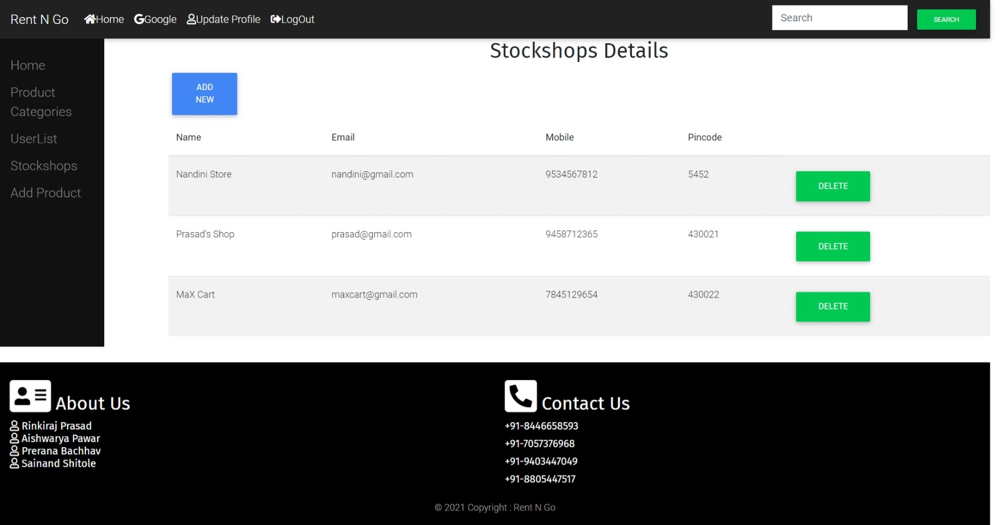 Rent N Go Home Google Update Profile LogOut Search SEARCH
Home
Product
Categories
UserList
Stockshops
Add Product
Stockshops Details
ADD
NEW
Name Email Mobile Pincode
Nandini Store nandini@gmail.com 9534567812 5452 DELETE
Prasad's Shop prasad@gmail.com 9458712365 430021 DELETE
MaX Cart maxcart@gmail.com 7845129654 430022 DELETE
About Us
Rinkiraj Prasad
Aishwarya Pawar
Prerana Bachhav
Sainand Shitole
Contact Us
+91-8446658593
+91-7057376968
+91-9403447049
+91-8805447517
© 2021 Copyright : Rent N Go